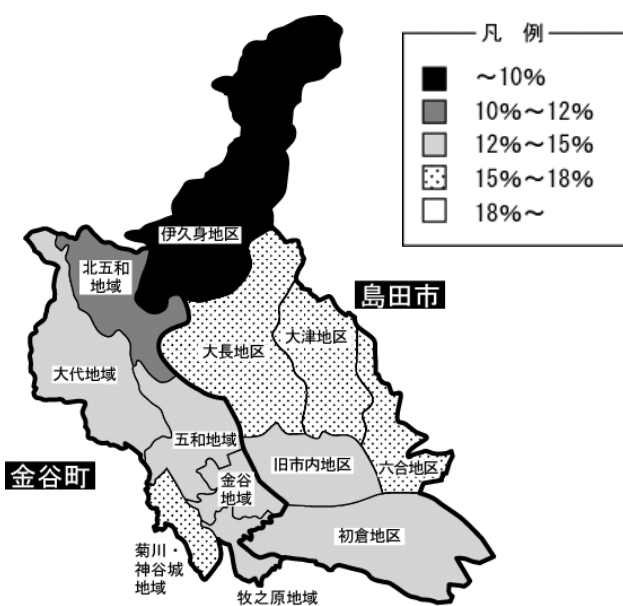 凡 例
～10%
10%～12%
12%～15%
15%～18%
18%～
伊久身地区
北五和
地域
島田市
大津地区
大長地区
大代地域
五和地域
旧市内地区
六合地区
金谷町
金谷
地域
初倉地区
菊川・
神谷城
地域
牧之原地域